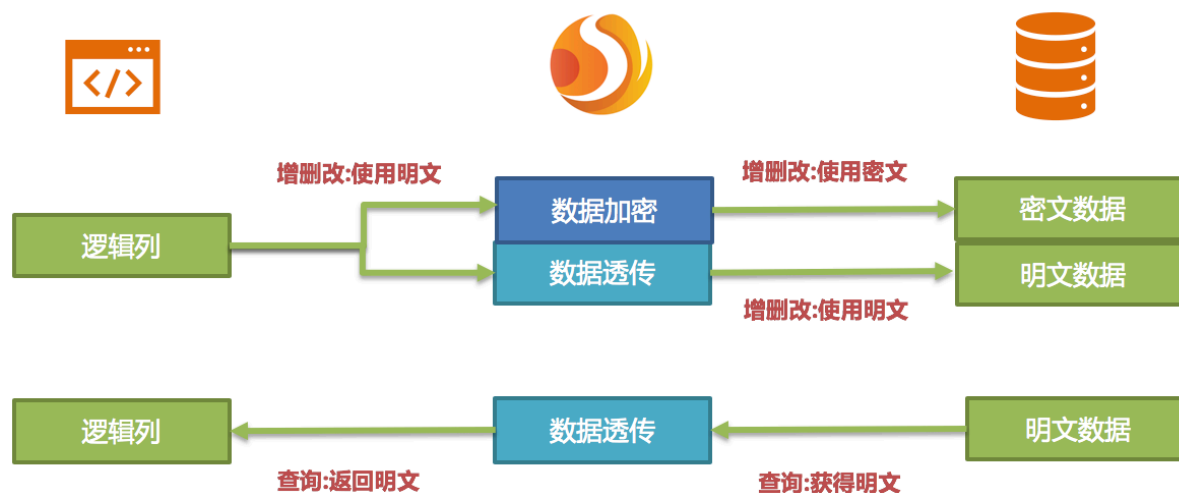 </>
增删改:使用明文
增删改:使用密文
逻辑列
数据加密
密文数据
数据透传
明文数据
增删改:使用明文
逻辑列
数据透传
明文数据
查询:返回明文
查询:获得明文